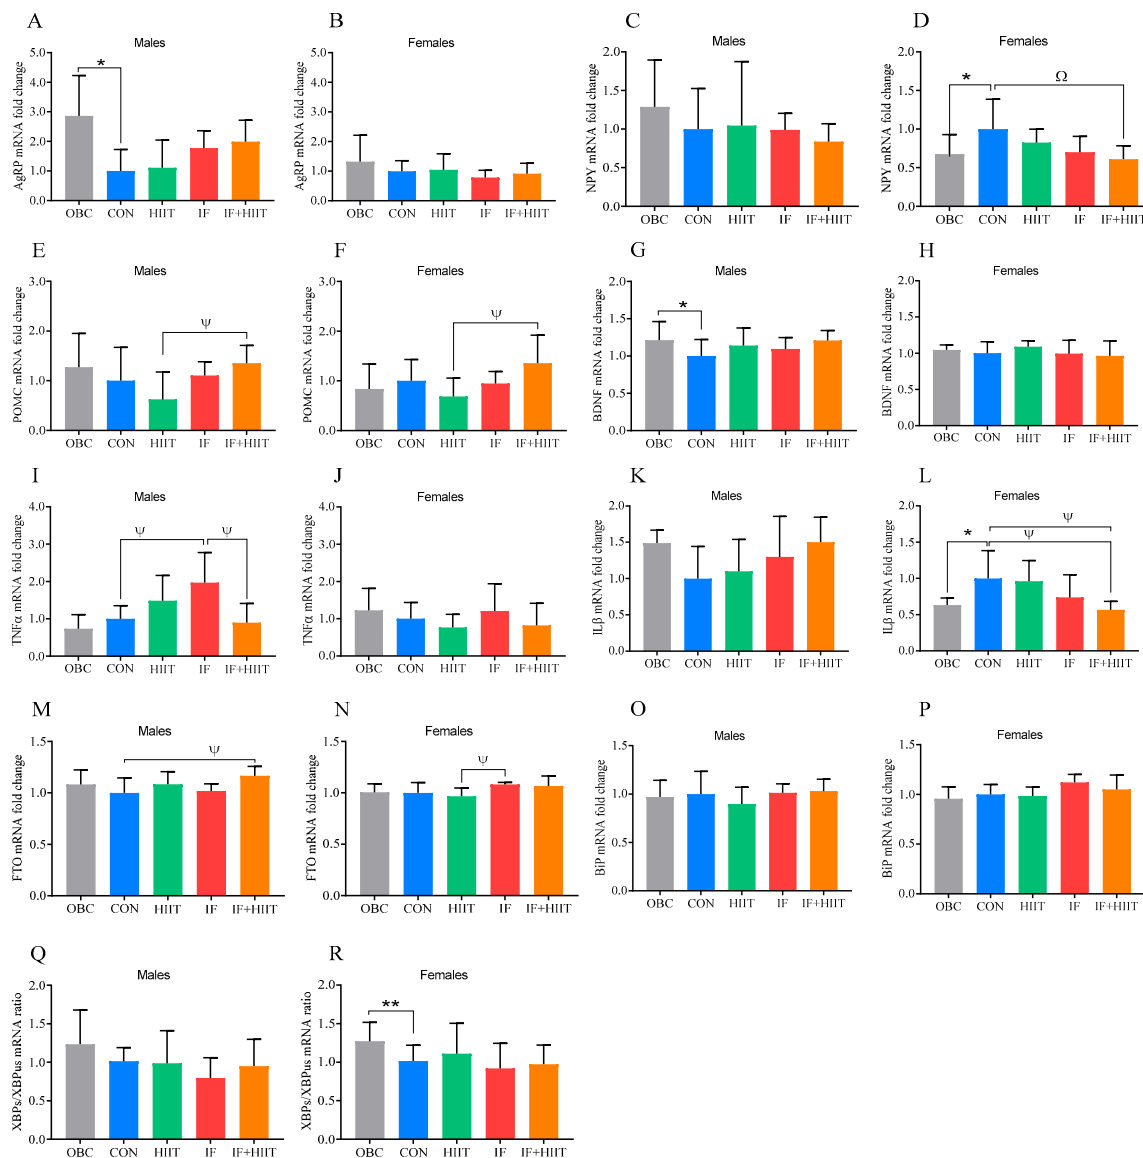 A
Males
AgRP mRNA fold change
5.0
4.0
3.0
2.0
1.0
0.0
*
OBC CON HIIT IF IF+HIIT
B
Females
AgRP mRNA fold change
5.0
4.0
3.0
2.0
1.0
0.0
OBC CON HIIT IF IF+HIIT
C
Males
NPY mRNA fold change
2.0
1.5
1.0
0.5
0.0
OBC CON HIIT IF IF+HIIT
D
Females
NPY mRNA fold change
2.0
1.5
1.0
0.5
0.0
* Ω
OBC CON HIIT IF IF+HIIT
E
Males
POMC mRNA fold change
3.0
2.0
1.0
0.0
Ψ
OBC CON HIIT IF IF+HIIT
F
Females
POMC mRNA fold change
3.0
2.0
1.0
0.0
Ψ
OBC CON HIIT IF IF+HIIT
G
Males
BDNF mRNA fold change
2.0
1.5
1.0
0.5
0.0
*
OBC CON HIIT IF IF+HIIT
H
Females
BDNF mRNA fold change
2.0
1.5
1.0
0.5
0.0
OBC CON HIIT IF IF+HIIT
I
Males
TNFα mRNA fold change
4.0
3.0
2.0
1.0
0.0
Ψ Ψ
OBC CON HIIT IF IF+HIIT
J
Females
TNFα mRNA fold change
4.0
3.0
2.0
1.0
0.0
OBC CON HIIT IF IF+HIIT
K
Males
ILβ mRNA fold change
2.0
1.5
1.0
0.5
0.0
OBC CON HIIT IF IF+HIIT
L
Females
ILβ mRNA fold change
2.0
1.5
1.0
0.5
0.0
Ψ
* Ψ
OBC CON HIIT IF IF+HIIT
M
Males
FTO mRNA fold change
1.5
1.0
0.5
0.0
Ψ
OBC CON HIIT IF IF+HIIT
N
Females
FTO mRNA fold change
1.5
1.0
0.5
0.0
Ψ
OBC CON HIIT IF IF+HIIT
O
Males
BiP mRNA fold change
1.5
1.0
0.5
0.0
OBC CON HIIT IF IF+HIIT
P
Females
BiP mRNA fold change
1.5
1.0
0.5
0.0
OBC CON HIIT IF IF+HIIT
Q
Males
XBPs/XBPus mRNA ratio
2.0
1.5
1.0
0.5
0.0
OBC CON HIIT IF IF+HIIT
R
Females
XBPs/XBPus mRNA ratio
2.0
1.5
1.0
0.5
0.0
**
OBC CON HIIT IF IF+HIIT